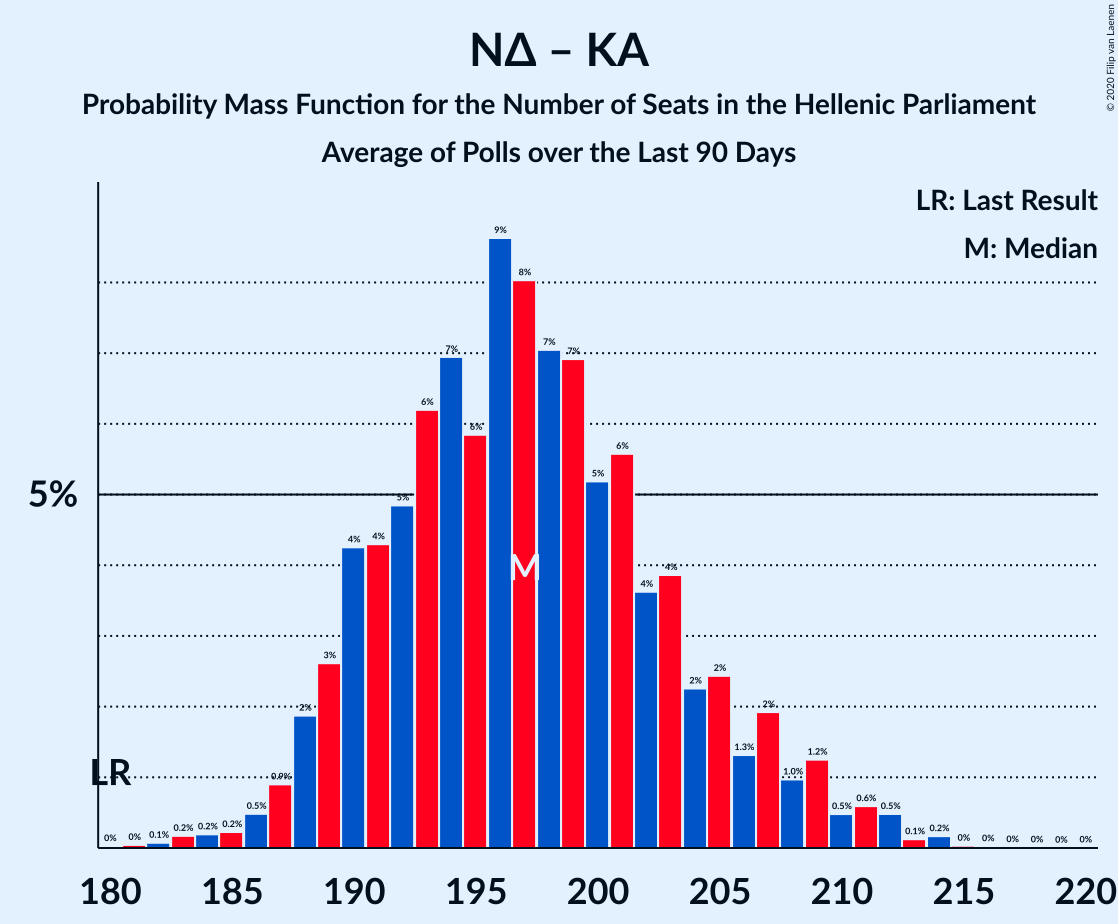 © 2020 Filip van Laenen
ΝΔ – ΚΑ
Probability Mass Function for the Number of Seats in the Hellenic Parliament
Average of Polls over the Last 90 Days
LR: Last Result
M: Median
5%
LR
M
0% 0% 0.1% 0.2% 0.2% 0.2% 0.5% 0.9% 2% 3% 4% 4% 5% 6% 7% 6% 9% 8% 7% 7% 5% 6% 4% 4% 2% 2% 1.3% 2% 1.0% 1.2% 0.5% 0.6% 0.5% 0.1% 0.2% 0% 0% 0% 0% 0% 0%
180 185 190 195 200 205 210 215 220